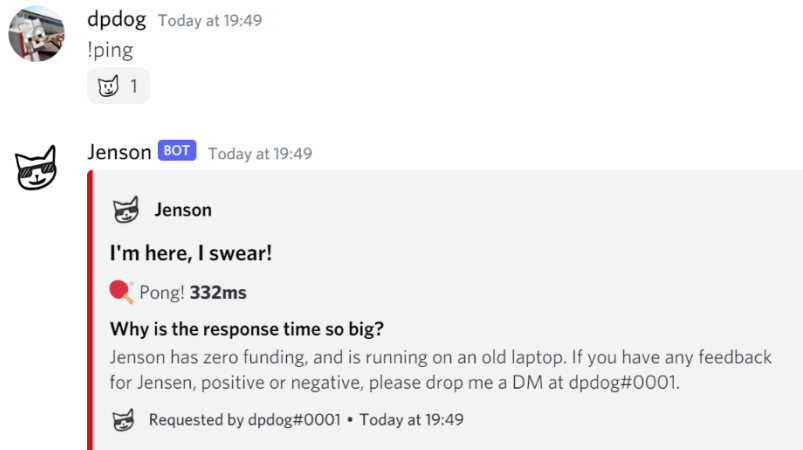 dpdog Today at 19:49
!ping
1
Jenson BOT Today at 19:49
Jenson
I'm here, I swear!
Pong! 332ms
Why is the response time so big?
Jenson has zero funding, and is running on an old laptop. If you have any feedback
for Jensen, positive or negative, please drop me a DM at dpdog#0001.
Requested by dpdog#0001 • Today at 19:49